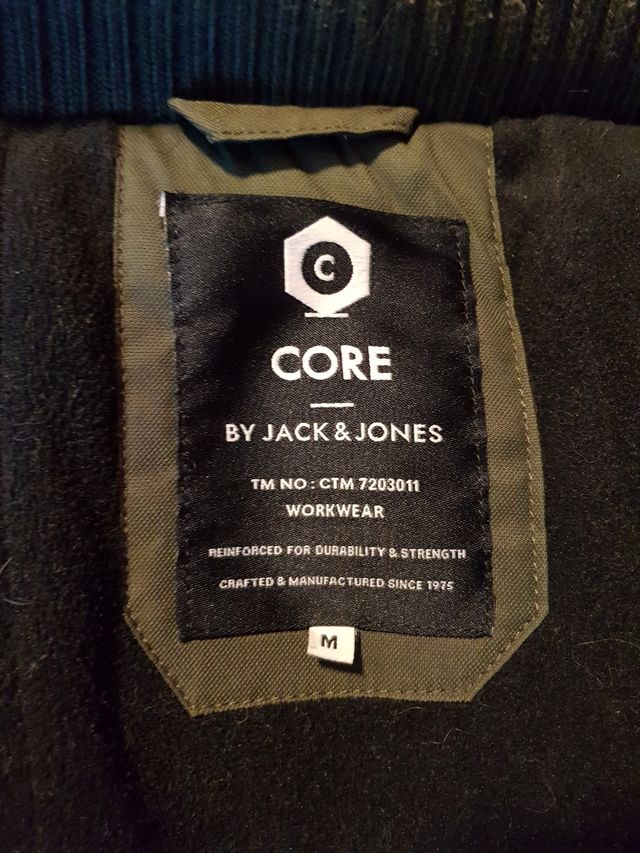 C
CORE
BY JACK & JONES
TM NO : CTM 7203011
WORKWEAR
REINFORCED FOR DURABILITY & STRENGTH
CRAFTED & MANUFACTURED SINCE 1975
M